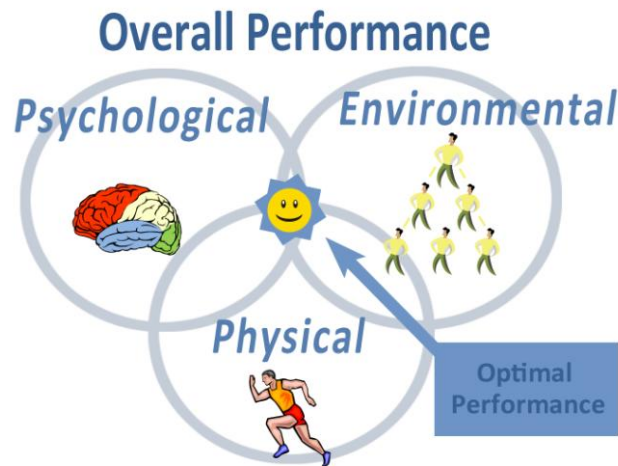 Overall Performance
Psychological
Environmental
Physical
Optimal
Performance